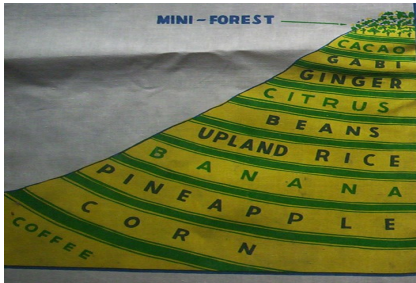 MINI-FOREST
CACAO
GABI
GINGER
CITRUS
BEANS
UPLAND RICE
BANANA
PINEAPPLE
CORN
COFFEE